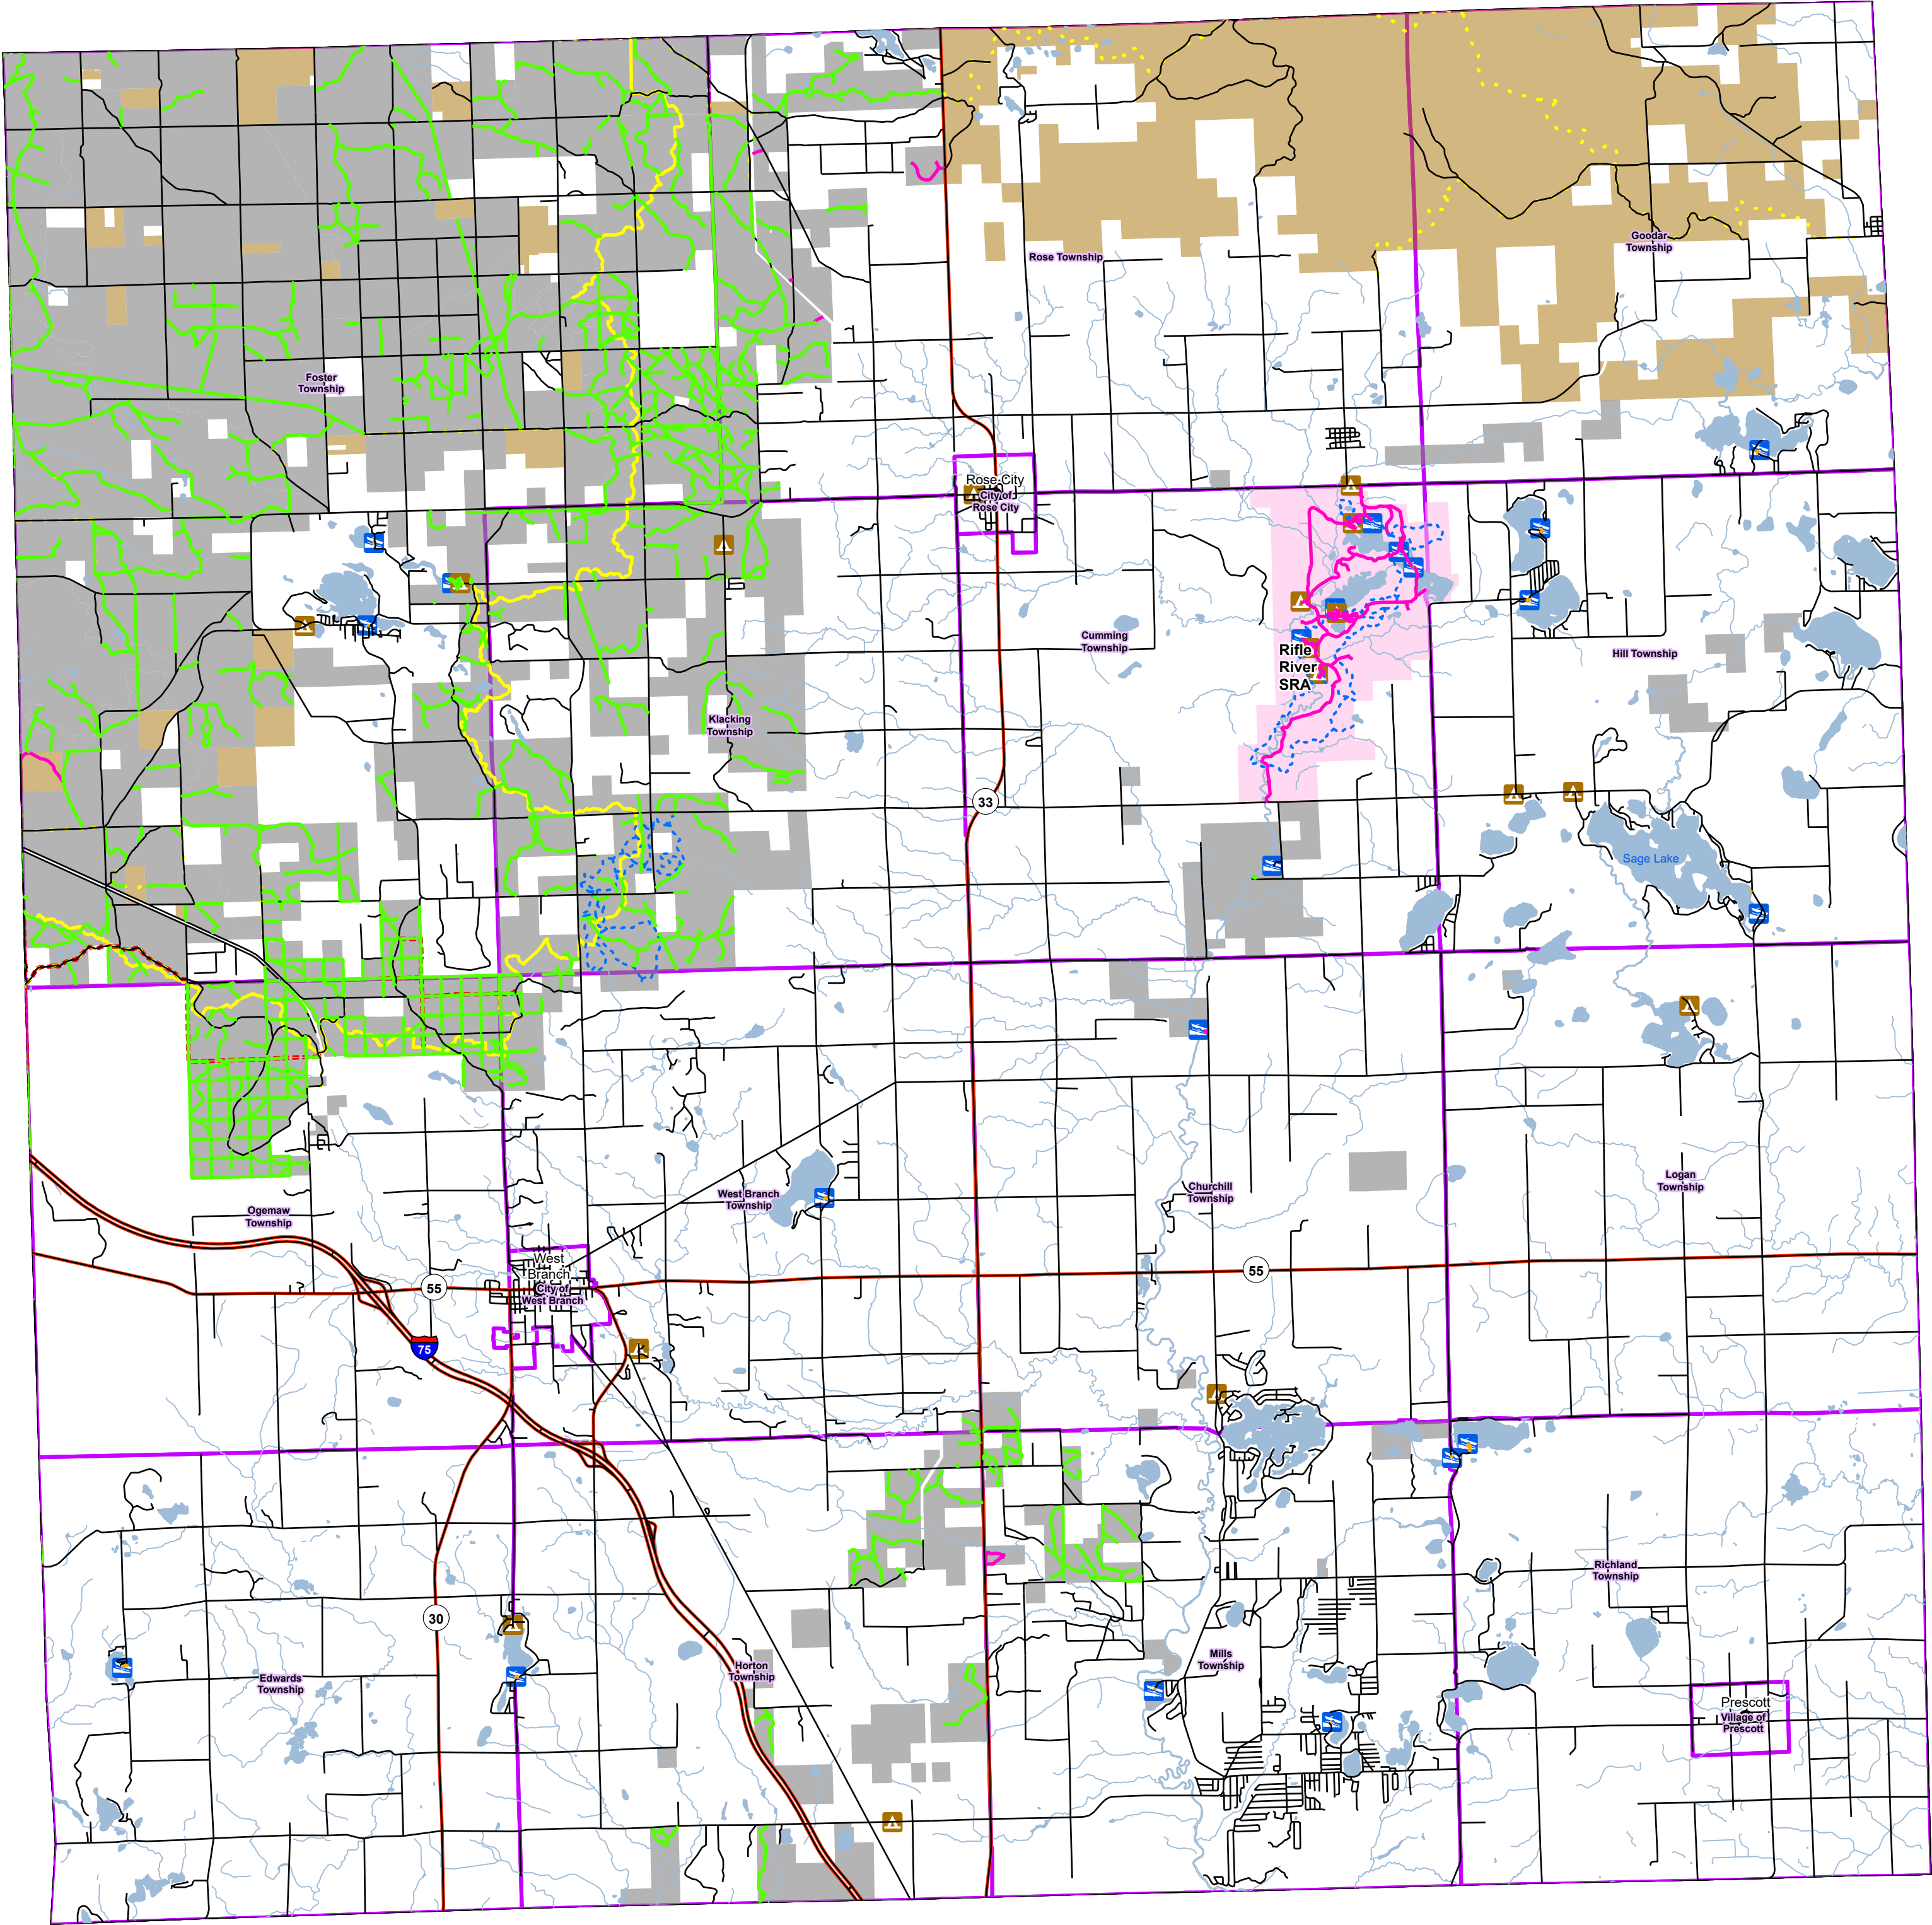 Goodar
Township
Rose Township
Foster
Township
Rose City
City of
Rose City
Cumming
Township
Rifle
River
SRA
Hill Township
Klacking
Township
33
Sage Lake
Logan
Township
Churchill
Township
West Branch
Township
Ogemaw
Township
West
Branch
City of
West Branch
55
55
75
Richland
Township
30
Mills
Township
Horton
Township
Edwards
Township
Prescott
Village of
Prescott